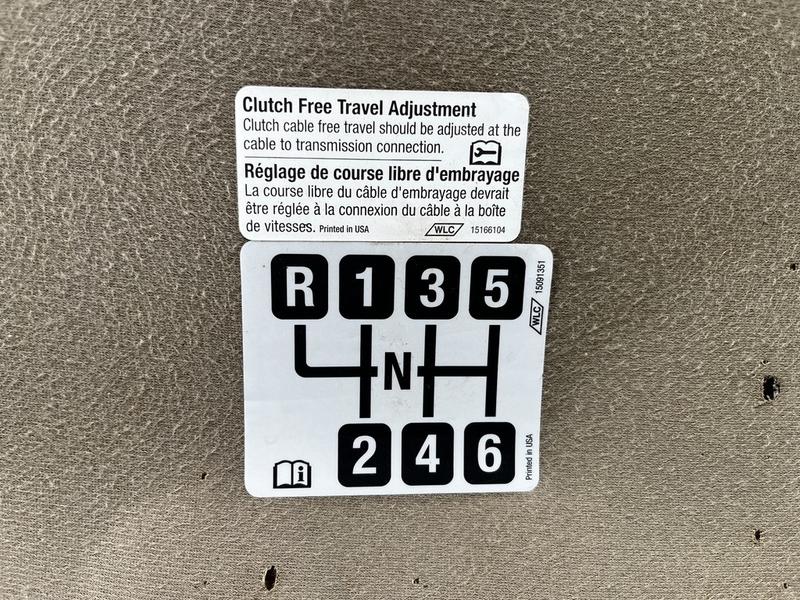 Clutch Free Travel Adjustment
Clutch cable free travel should be adjusted at the
cable to transmission connection.
Réglage de course libre d'embrayage
La course libre du câble d'embrayage devrait
être réglée à la connexion du câble à la boîte
de vitesses. Printed in USA WLC 15166104
R 1 3 5
WLC 15091351
N
2 4 6
i
Printed in USA